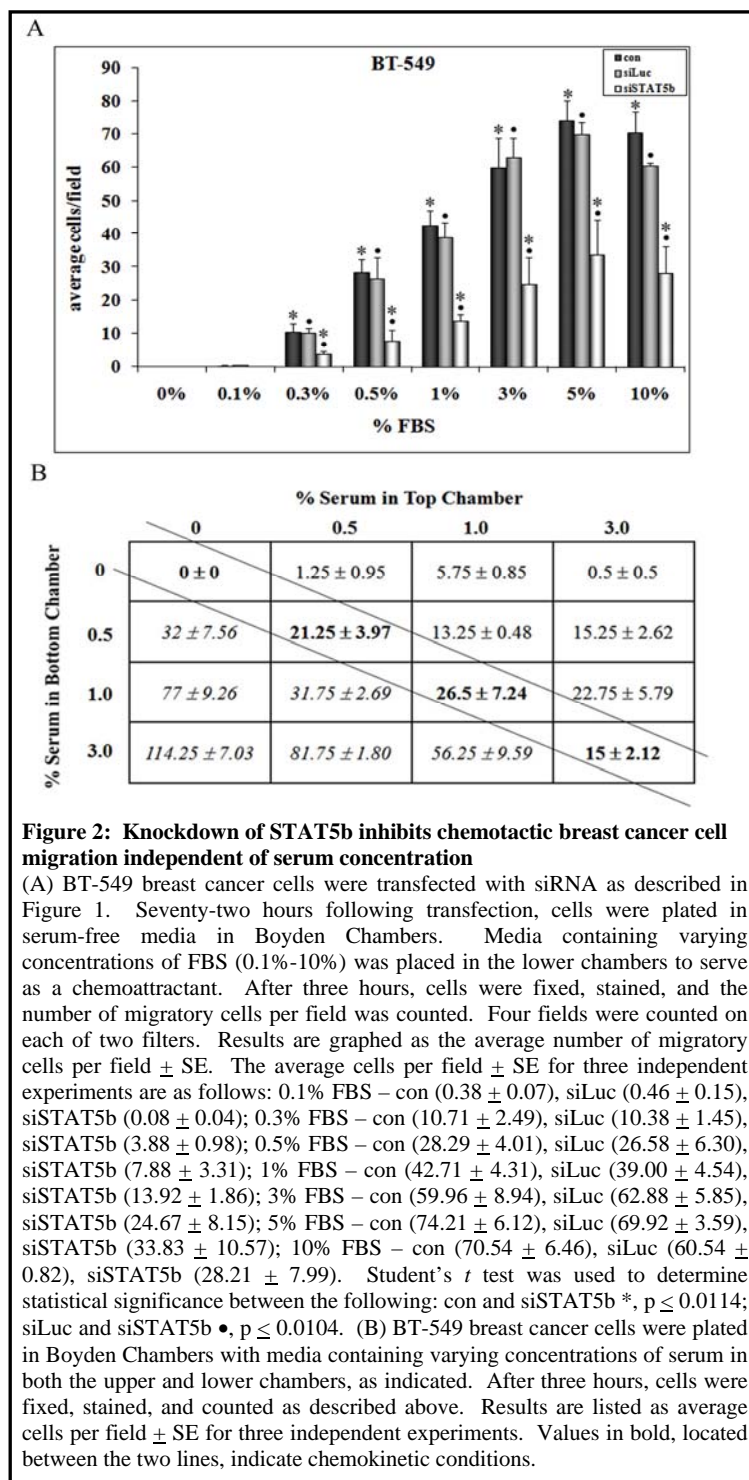 A
BT-549
con
siLuc
siSTAT5b
average cells/field
90
80
70
60
50
40
30
20
10
0
* • * • * • * • * • * •
* • * • * • * • * • * •
0% 0.1% 0.3% 0.5% 1% 3% 5% 10%
% FBS
B
% Serum in Top Chamber
0 0.5 1.0 3.0
% Serum in Bottom Chamber
0 0 ± 0 1.25 ± 0.95 5.75 ± 0.85 0.5 ± 0.5
0.5 32 ± 7.56 21.25 ± 3.97 13.25 ± 0.48 15.25 ± 2.62
1.0 77 ± 9.26 31.75 ± 2.69 26.5 ± 7.24 22.75 ± 5.79
3.0 114.25 ± 7.03 81.75 ± 1.80 56.25 ± 9.59 15 ± 2.12
Figure 2: Knockdown of STAT5b inhibits chemotactic breast cancer cell
migration independent of serum concentration
(A) BT-549 breast cancer cells were transfected with siRNA as described in
Figure 1. Seventy-two hours following transfection, cells were plated in
serum-free media in Boyden Chambers. Media containing varying
concentrations of FBS (0.1%-10%) was placed in the lower chambers to serve
as a chemoattractant. After three hours, cells were fixed, stained, and the
number of migratory cells per field was counted. Four fields were counted on
each of two filters. Results are graphed as the average number of migratory
cells per field ± SE. The average cells per field ± SE for three independent
experiments are as follows: 0.1% FBS – con (0.38 ± 0.07), siLuc (0.46 ± 0.15),
siSTAT5b (0.08 ± 0.04); 0.3% FBS – con (10.71 ± 2.49), siLuc (10.38 ± 1.45),
siSTAT5b (3.88 ± 0.98); 0.5% FBS – con (28.29 ± 4.01), siLuc (26.58 ± 6.30),
siSTAT5b (7.88 ± 3.31); 1% FBS – con (42.71 ± 4.31), siLuc (39.00 ± 4.54),
siSTAT5b (13.92 ± 1.86); 3% FBS – con (59.96 ± 8.94), siLuc (62.88 ± 5.85),
siSTAT5b (24.67 ± 8.15); 5% FBS – con (74.21 ± 6.12), siLuc (69.92 ± 3.59),
siSTAT5b (33.83 ± 10.57); 10% FBS – con (70.54 ± 6.46), siLuc (60.54 ±
0.82), siSTAT5b (28.21 ± 7.99). Student's t test was used to determine
statistical significance between the following: con and siSTAT5b *, p ≤ 0.0114;
siLuc and siSTAT5b •, p ≤ 0.0104. (B) BT-549 breast cancer cells were plated
in Boyden Chambers with media containing varying concentrations of serum in
both the upper and lower chambers, as indicated. After three hours, cells were
fixed, stained, and counted as described above. Results are listed as average
cells per field ± SE for three independent experiments. Values in bold, located
between the two lines, indicate chemokinetic conditions.